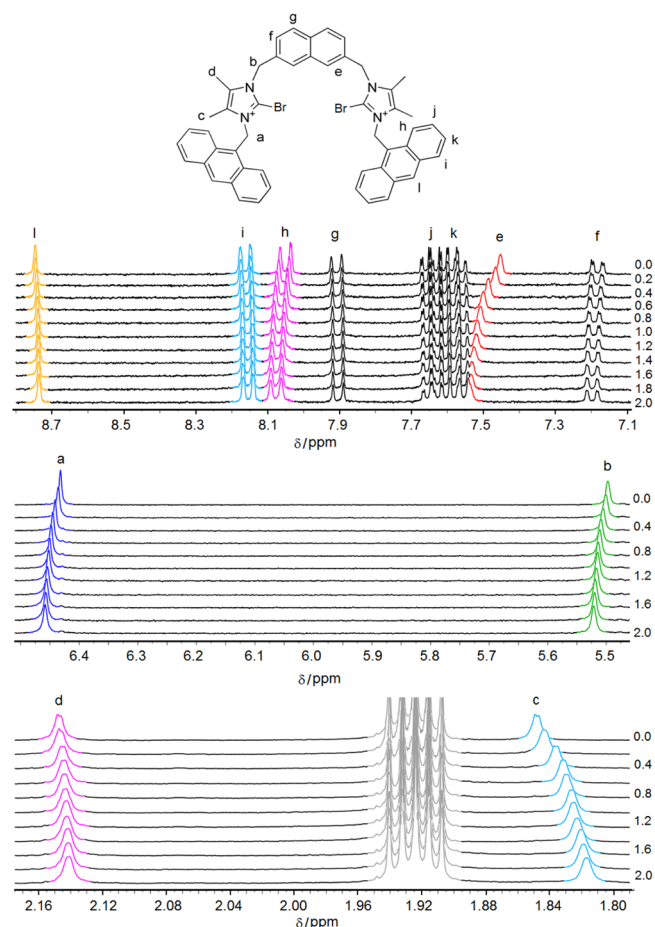 g
f
b
e
d
N
N
Br
Br
c
N+
N+
h
j
a
k
i
l
l i h g j k e f
0.0
0.2
0.4
0.6
0.8
1.0
1.2
1.4
1.6
1.8
2.0
8.7 8.5 8.3 8.1 7.9 7.7 7.5 7.3 7.1
δ/ppm
a b
0.0
0.4
0.8
1.2
1.6
2.0
6.4 6.3 6.2 6.1 6.0 5.9 5.8 5.7 5.6 5.5
δ/ppm
d c
0.0
0.4
0.8
1.2
1.6
2.0
2.16 2.12 2.08 2.04 2.00 1.96 1.92 1.88 1.84 1.80
δ/ppm